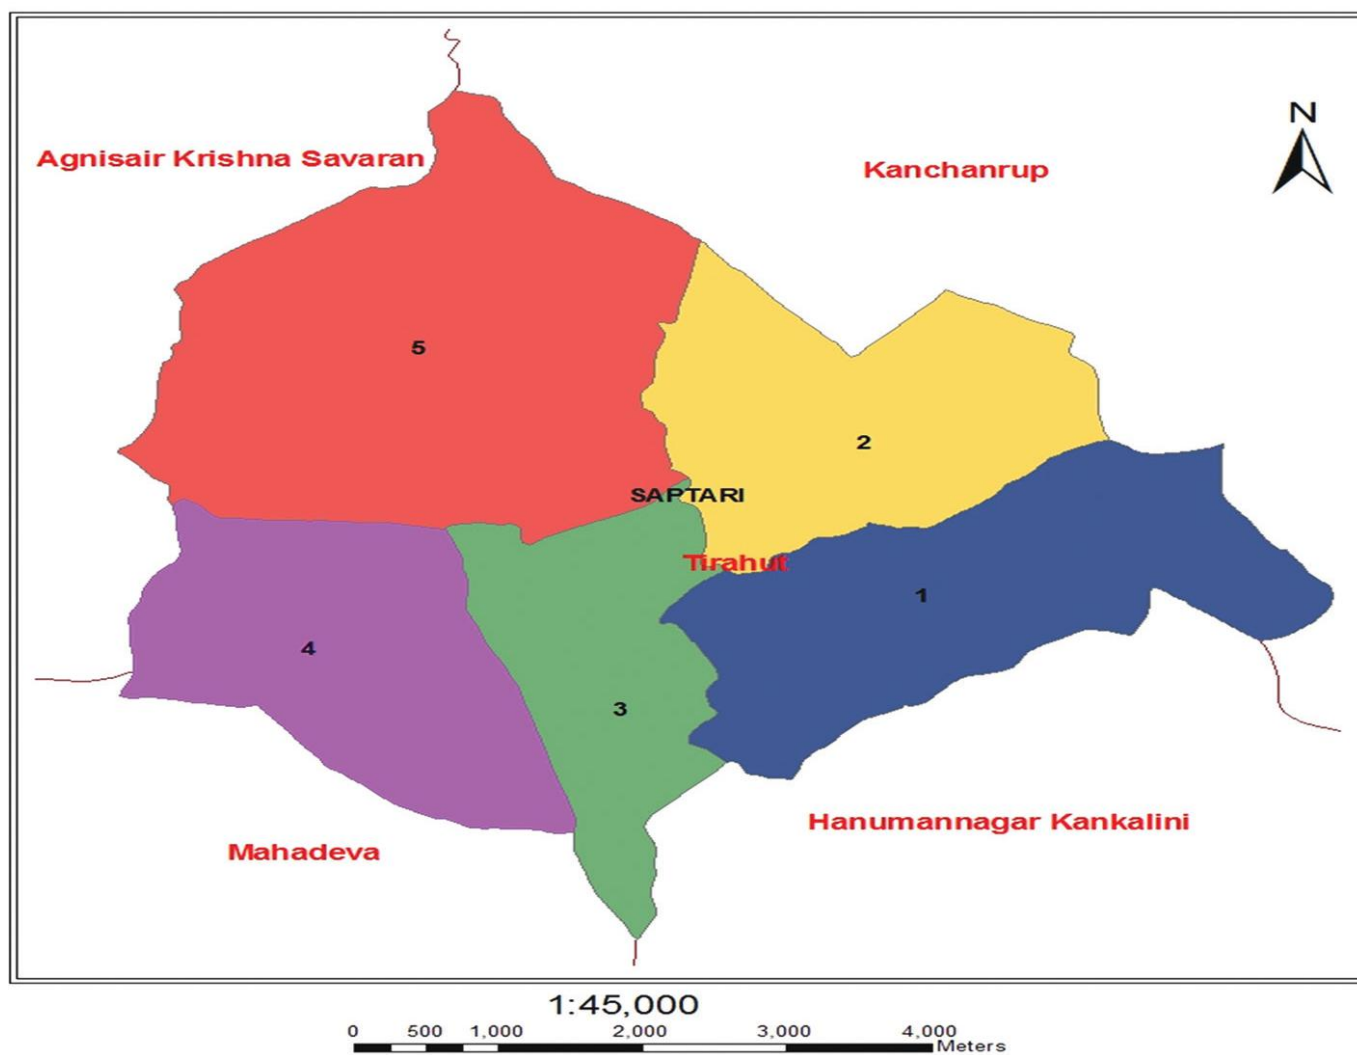 N
Agnisair Krishna Savaran
Kanchanrup
5
2
SAPTARI
Tirahut
1
4
3
Hanumannagar Kankalini
Mahadeva
1:45,000
0 500 1,000 2,000 3,000 4,000
Meters